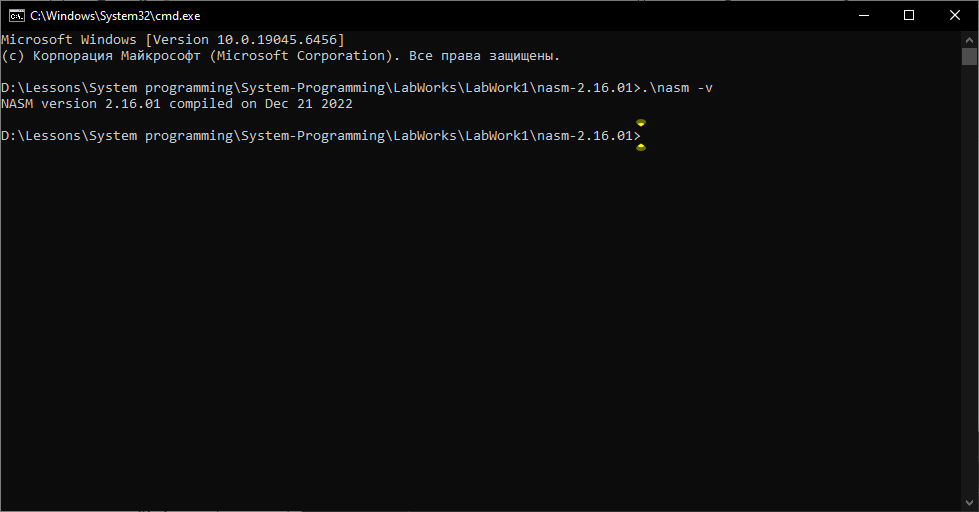 C:\Windows\System32\cmd.exe
Microsoft Windows [Version 10.0.19045.6456]
(c) Корпорация Майкрософт (Microsoft Corporation). Все права защищены.
D:\Lessons\System programming\System-Programming\LabWorks\LabWork1\nasm-2.16.01>.\nasm -v
NASM version 2.16.01 compiled on Dec 21 2022
D:\Lessons\System programming\System-Programming\LabWorks\LabWork1\nasm-2.16.01>